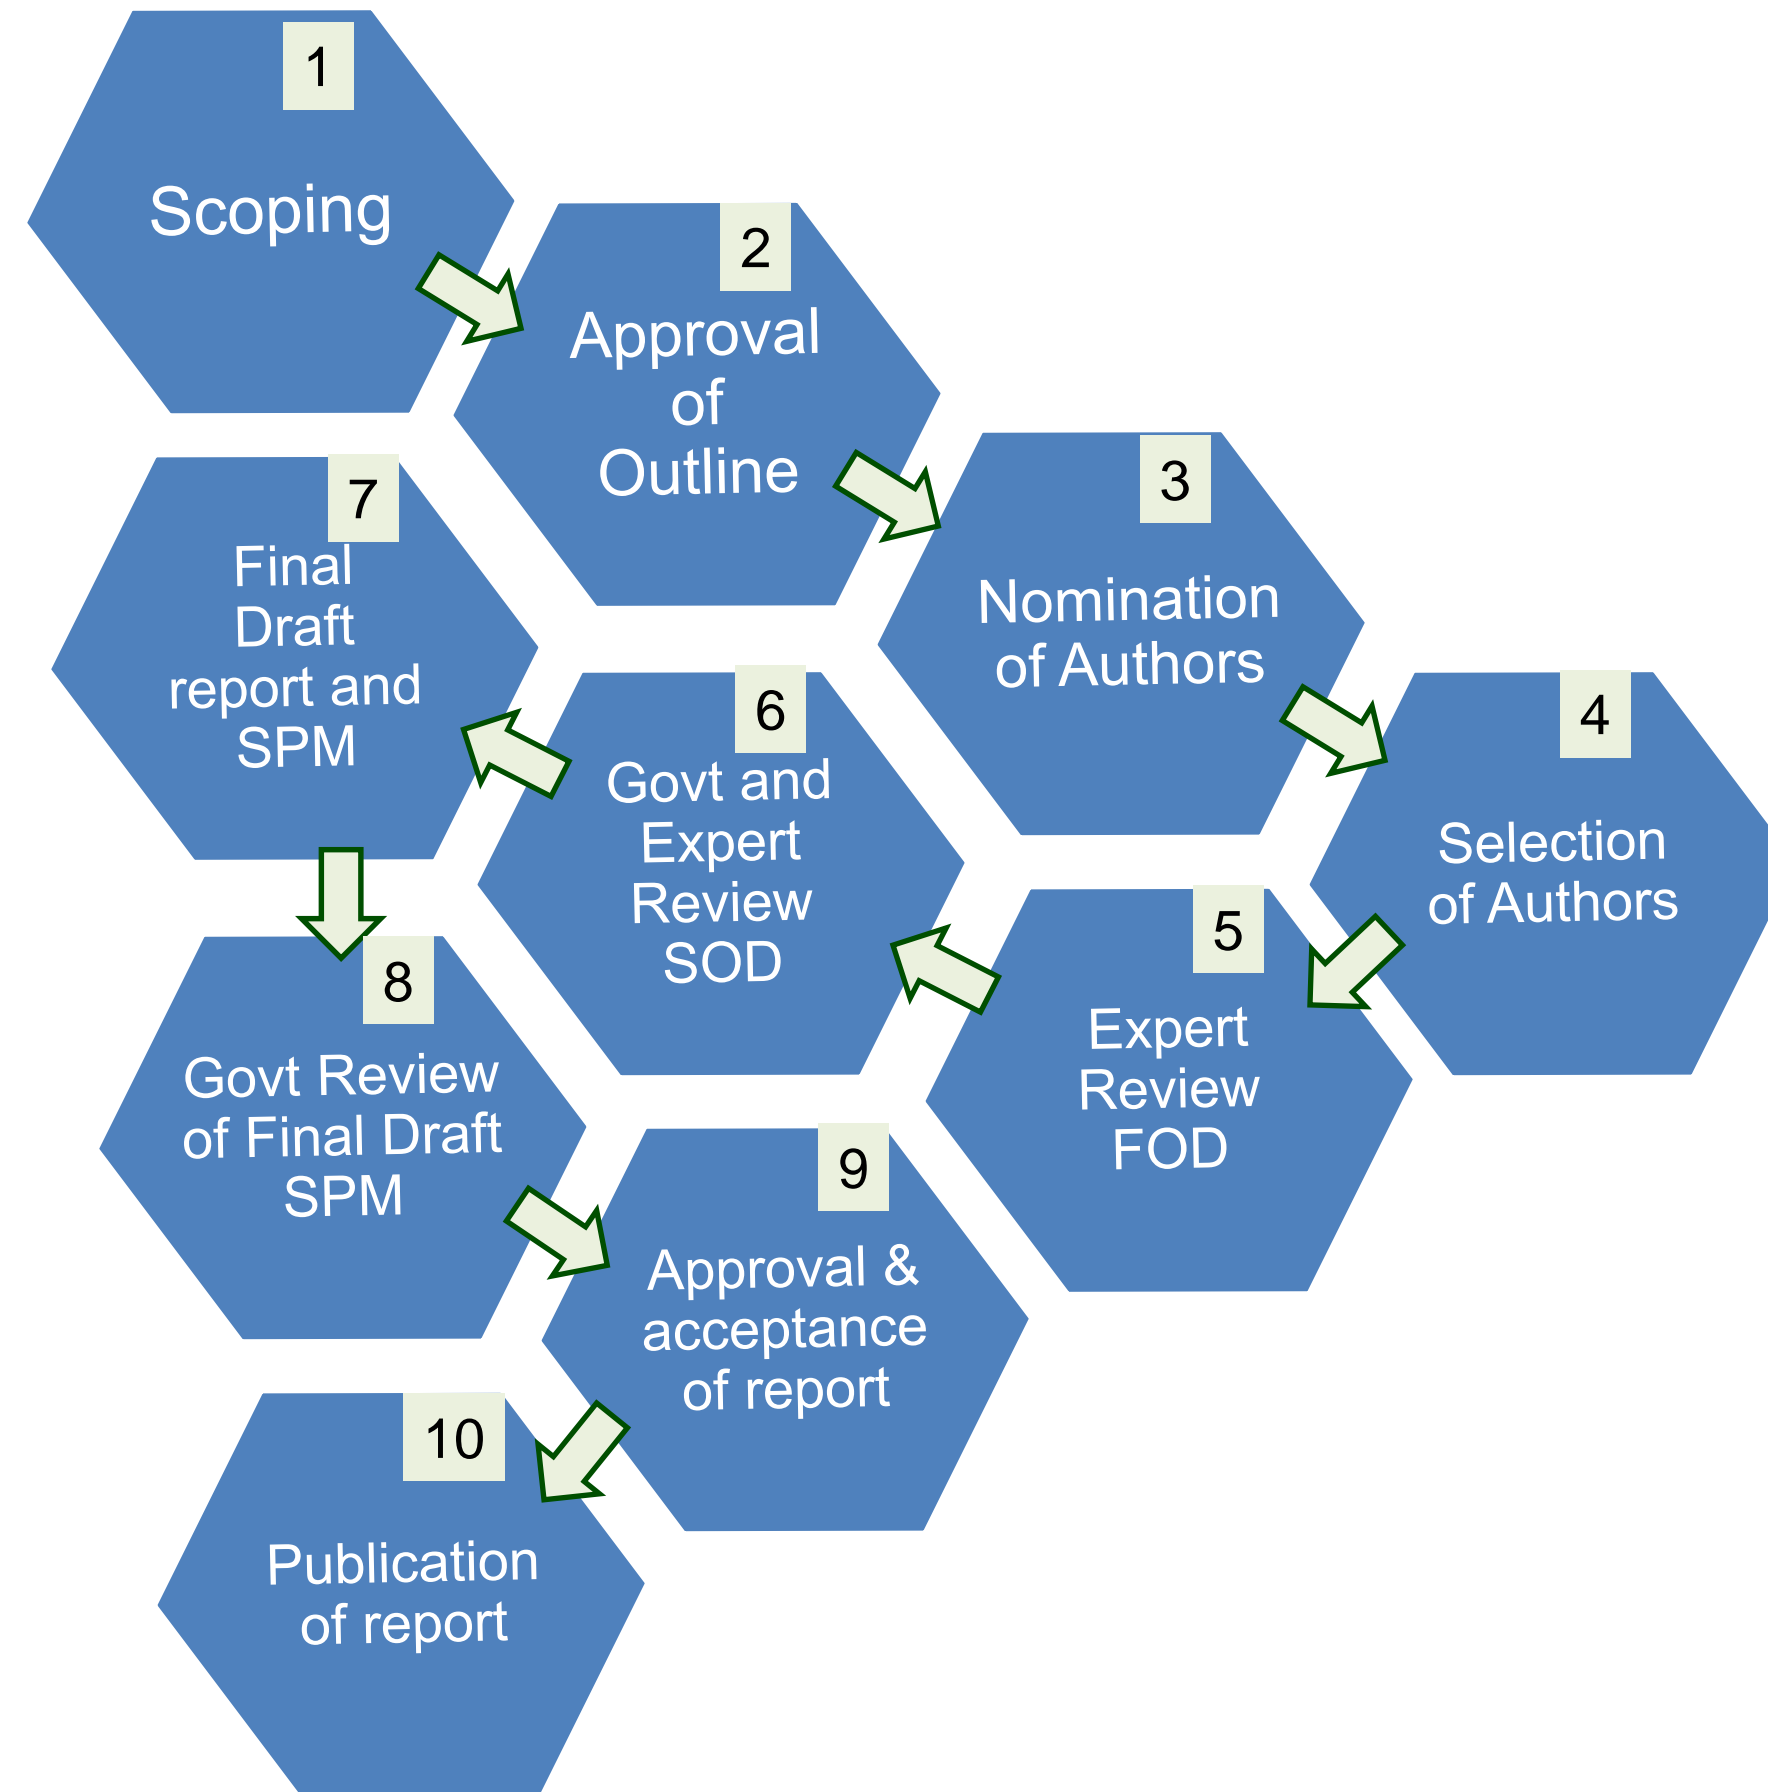 1
Scoping
2
Approval
of
Outline
3
Nomination
of Authors
4
Selection
of Authors
5
Expert
Review
FOD
6
Govt and
Expert
Review
SOD
7
Final
Draft
report and
SPM
8
Govt Review
of Final Draft
SPM
9
Approval &
acceptance
of report
10
Publication
of report